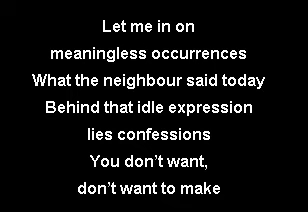 Let me in on
meaningless occurrences
What the neighbour said today
Behind that idle expression
lies confessions
You don't want,
don't want to make